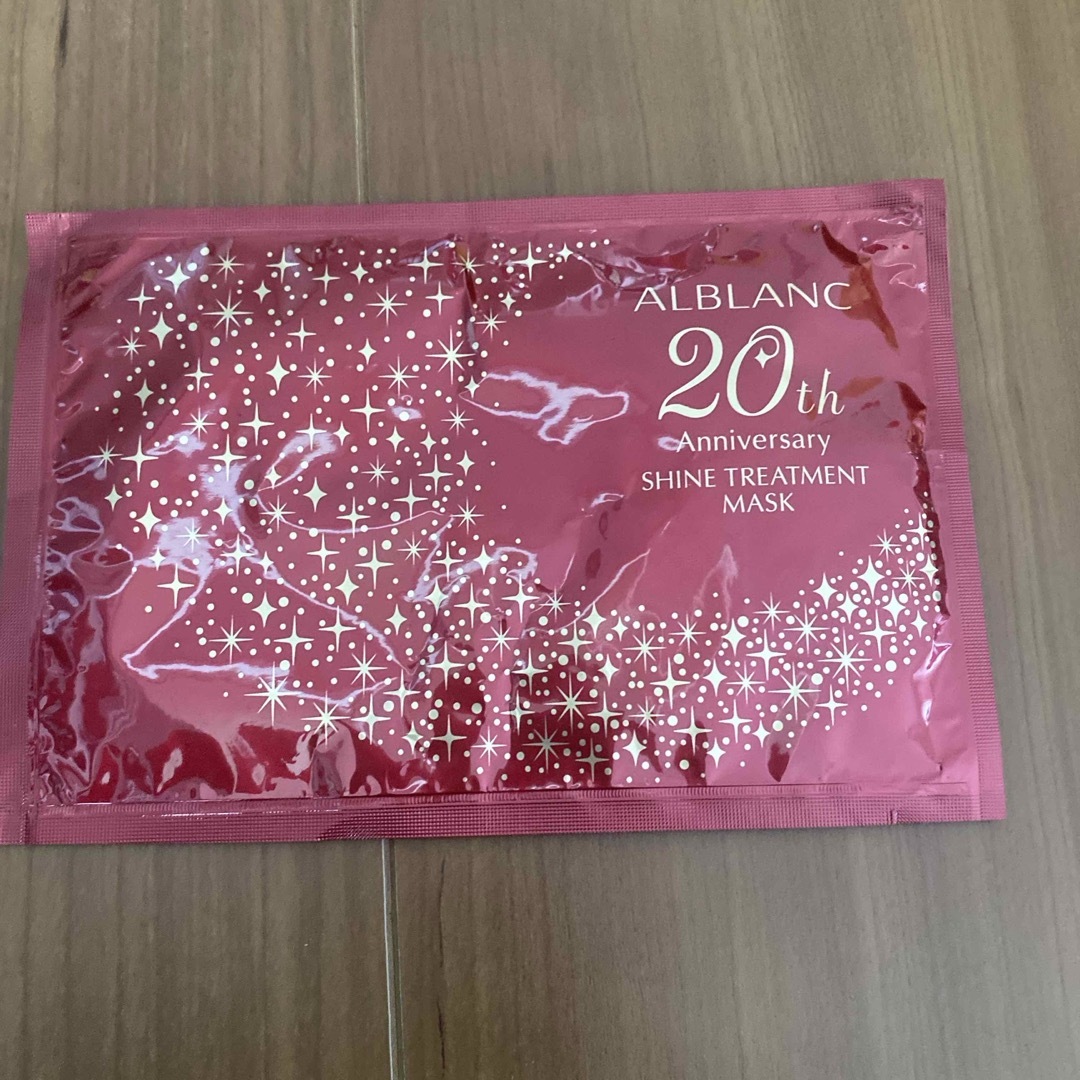 ALBLANC
20th
Anniversary
SHINE TREATMENT
MASK